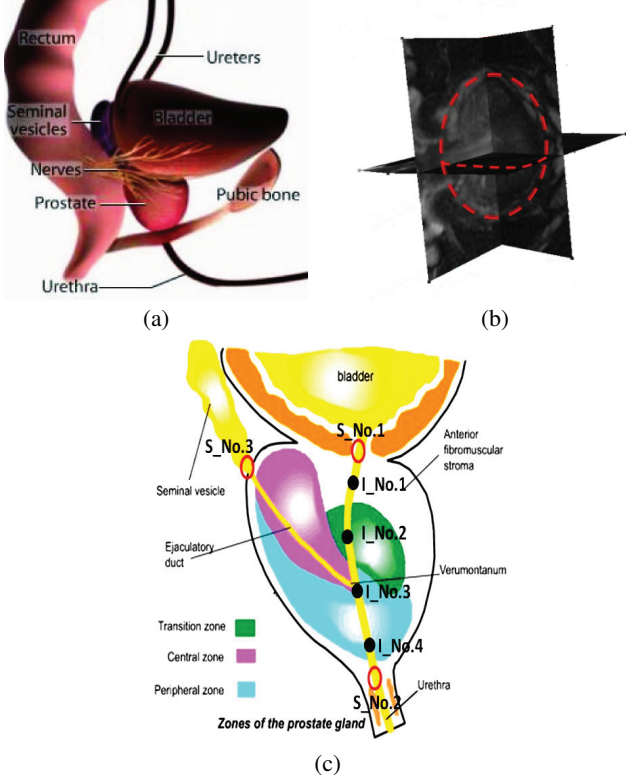 Rectum
Ureters
Seminal
vesicles
Bladder
Nerves
Prostate
Pubic bone
Urethra
(a)
(b)
bladder
S_No.1
S_No.3
Anterior
fibromuscular
stroma
I_No.1
Seminal vesicle
I_No.2
Ejaculatory
duct
Verumontanum
I_No.3
Transition zone
I_No.4
Central zone
Peripheral zone
S_No.2
Urethra
Zones of the prostate gland
(c)